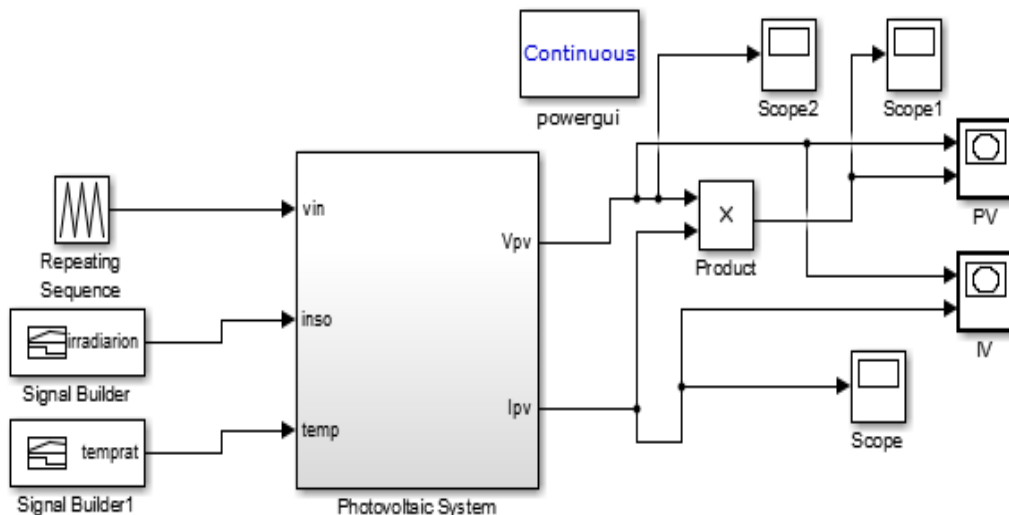 Continuous
powergui
Scope2
Scope1
PV
Repeating
Sequence
vin
Vpv
X
Product
irradiarion
Signal Builder
inso
IV
temprat
Signal Builder1
temp
Ipv
Scope
Photovoltaic System